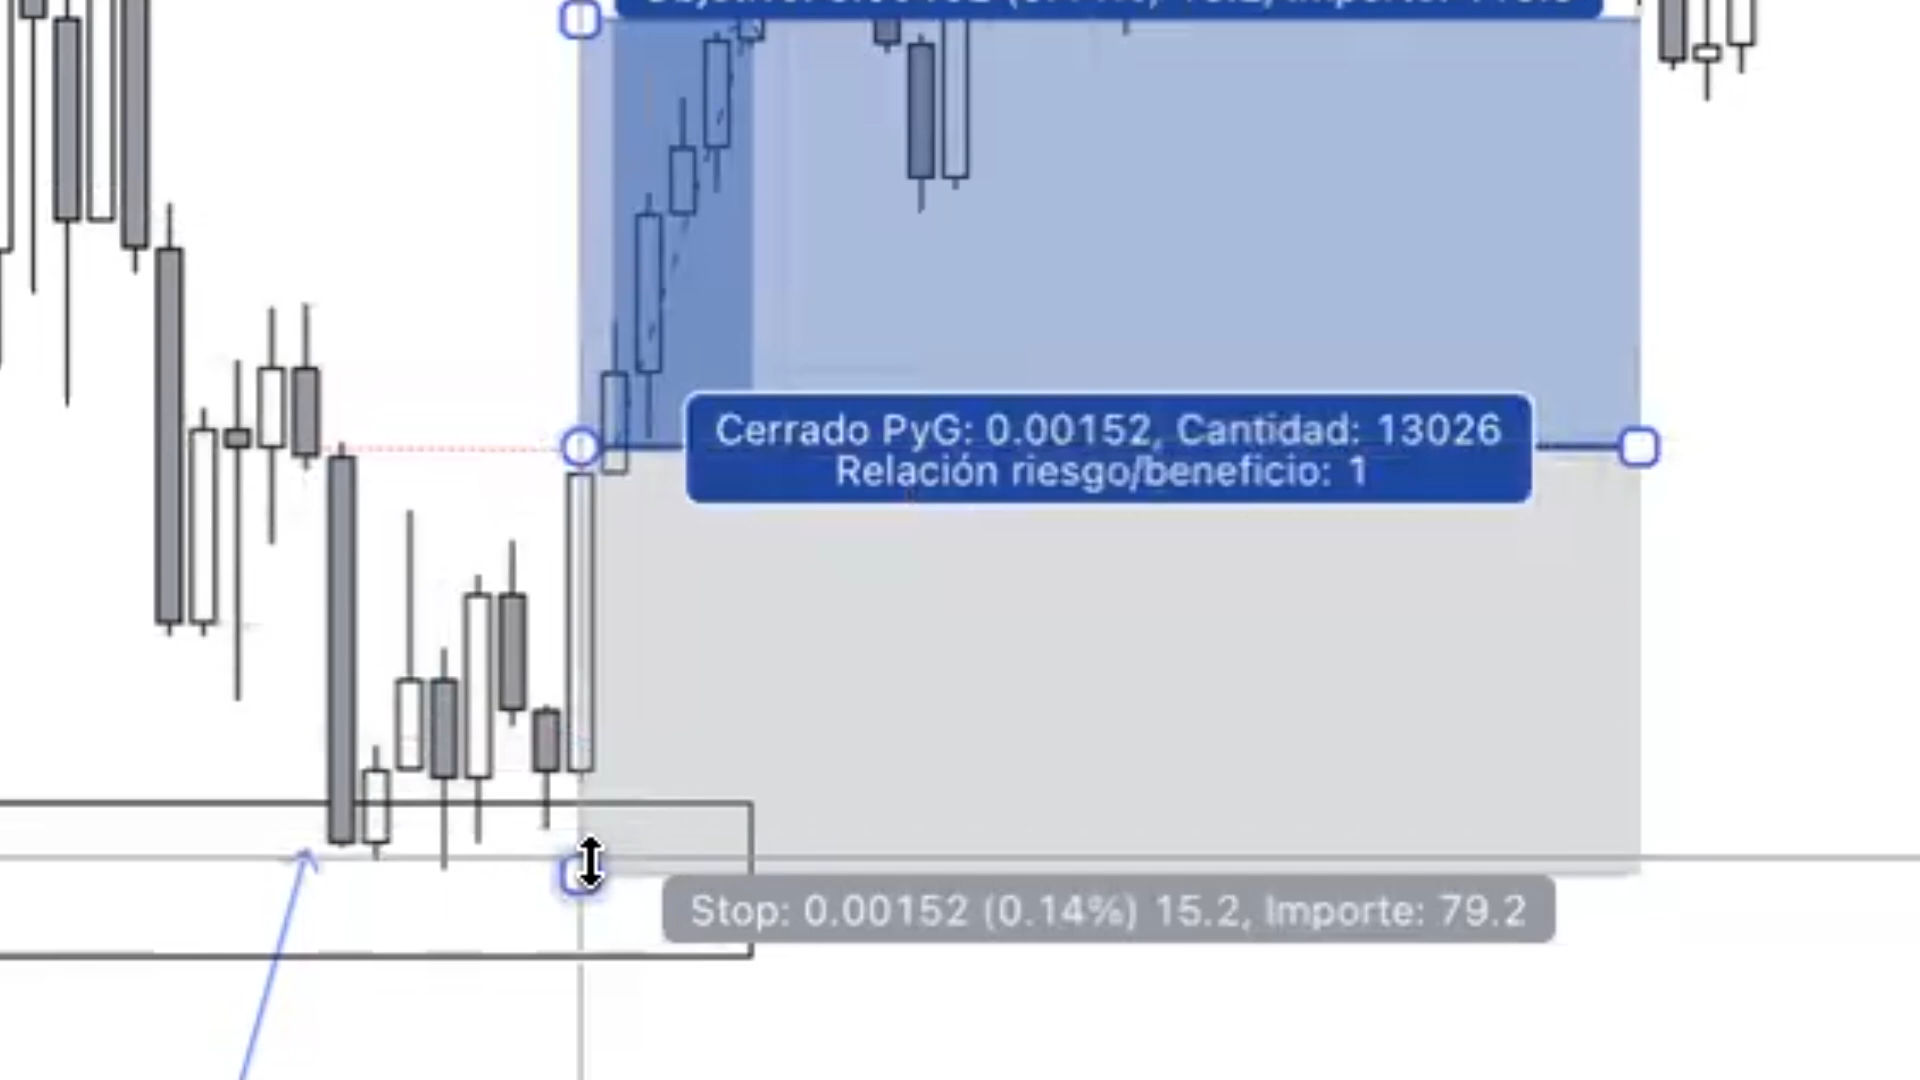 Cerrado PyG: 0.00152, Cantidad: 13026
Relación riesgo/beneficio: 1
Stop: 0.00152 (0.14%) 15.2, Importe: 79.2